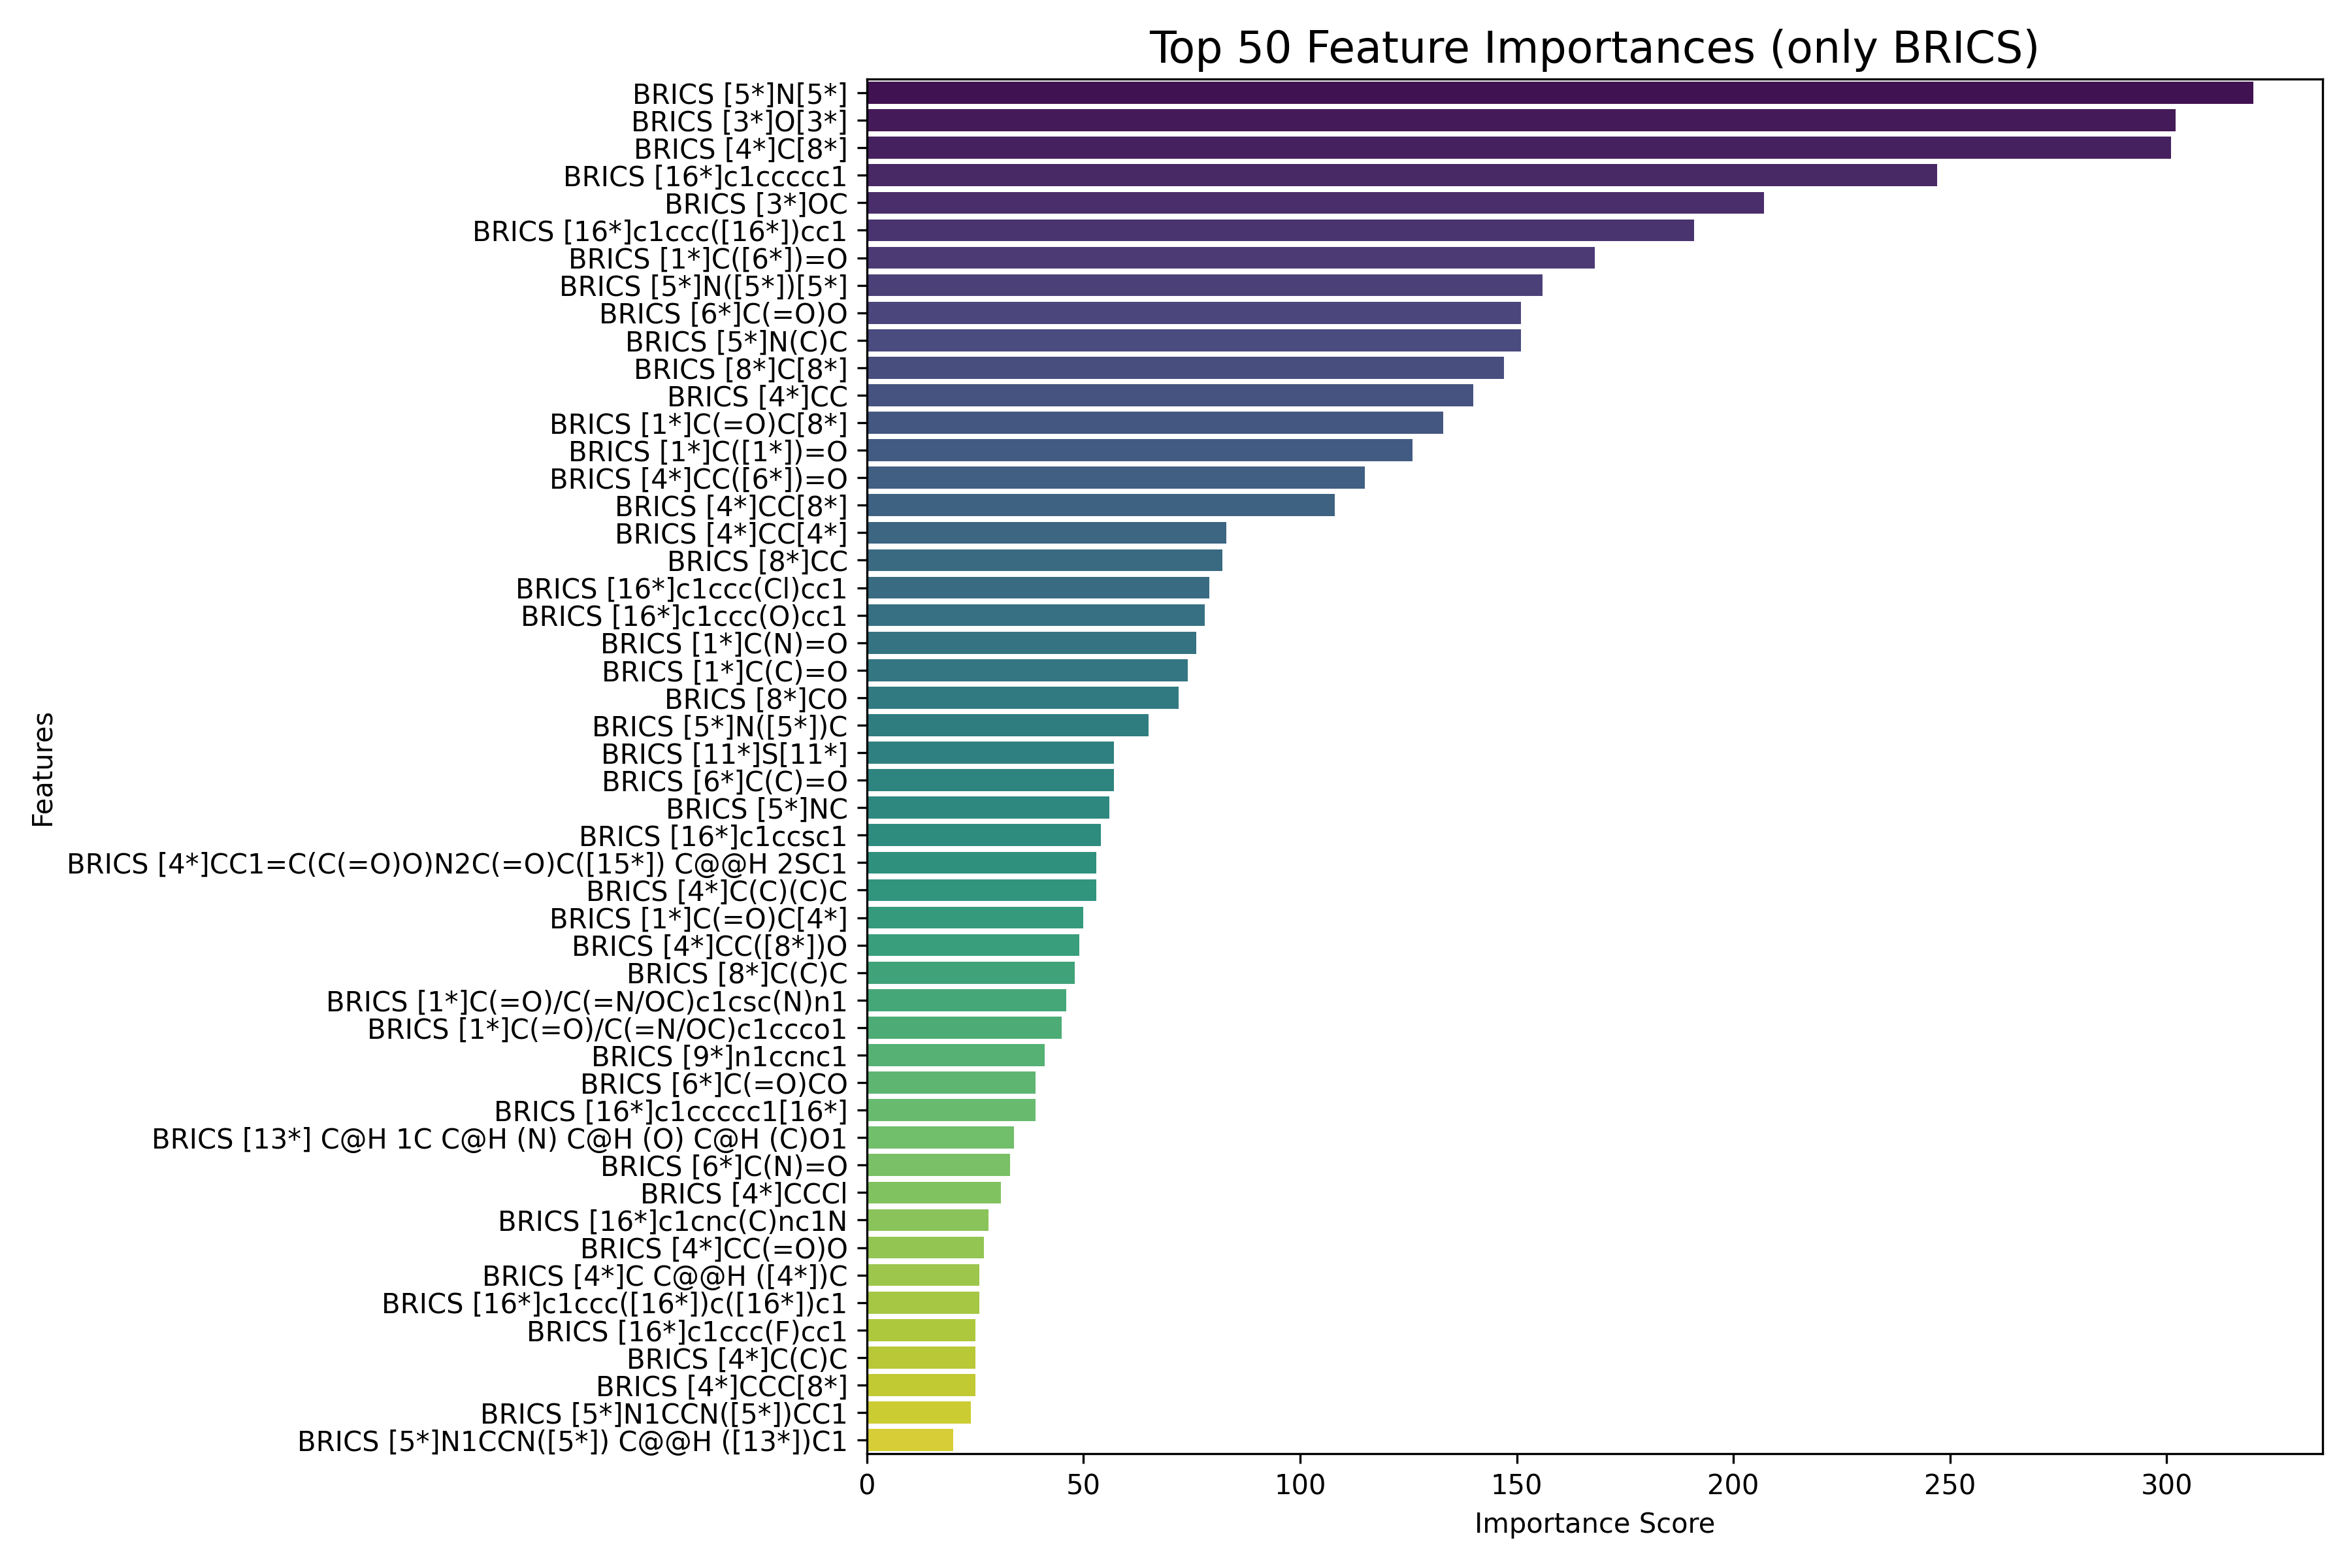 Top 50 Feature Importances (only BRICS)
BRICS [5*]N[5*]
BRICS [3*]O[3*]
BRICS [4*]C[8*]
BRICS [16*]c1ccccc1
BRICS [3*]OC
BRICS [16*]c1ccc([16*])cc1
BRICS [1*]C([6*])=O
BRICS [5*]N([5*])[5*]
BRICS [6*]C(=O)O
BRICS [5*]N(C)C
BRICS [8*]C[8*]
BRICS [4*]CC
BRICS [1*]C(=O)C[8*]
BRICS [1*]C([1*])=O
BRICS [4*]CC([6*])=O
BRICS [4*]CC[8*]
BRICS [4*]CC[4*]
BRICS [8*]CC
BRICS [16*]c1ccc(Cl)cc1
BRICS [16*]c1ccc(O)cc1
BRICS [1*]C(N)=O
BRICS [1*]C(C)=O
BRICS [8*]CO
BRICS [5*]N([5*])C
BRICS [11*]S[11*]
BRICS [6*]C(C)=O
BRICS [5*]NC
BRICS [16*]c1ccsc1
BRICS [4*]CC1=C(C(=O)O)N2C(=O)C([15*]) C@@H 2SC1
BRICS [4*]C(C)(C)C
BRICS [1*]C(=O)C[4*]
BRICS [4*]CC([8*])O
BRICS [8*]C(C)C
BRICS [1*]C(=O)/C(=N/OC)c1csc(N)n1
BRICS [1*]C(=O)/C(=N/OC)c1ccco1
BRICS [9*]n1ccnc1
BRICS [6*]C(=O)CO
BRICS [16*]c1ccccc1[16*]
BRICS [13*] C@H 1C C@H (N) C@H (O) C@H (C)O1
BRICS [6*]C(N)=O
BRICS [4*]CCCl
BRICS [16*]c1cnc(C)nc1N
BRICS [4*]CC(=O)O
BRICS [4*]C C@@H ([4*])C
BRICS [16*]c1ccc([16*])c([16*])c1
BRICS [16*]c1ccc(F)cc1
BRICS [4*]C(C)C
BRICS [4*]CCC[8*]
BRICS [5*]N1CCN([5*])CC1
BRICS [5*]N1CCN([5*]) C@@H ([13*])C1
Features
0 50 100 150 200 250 300
Importance Score